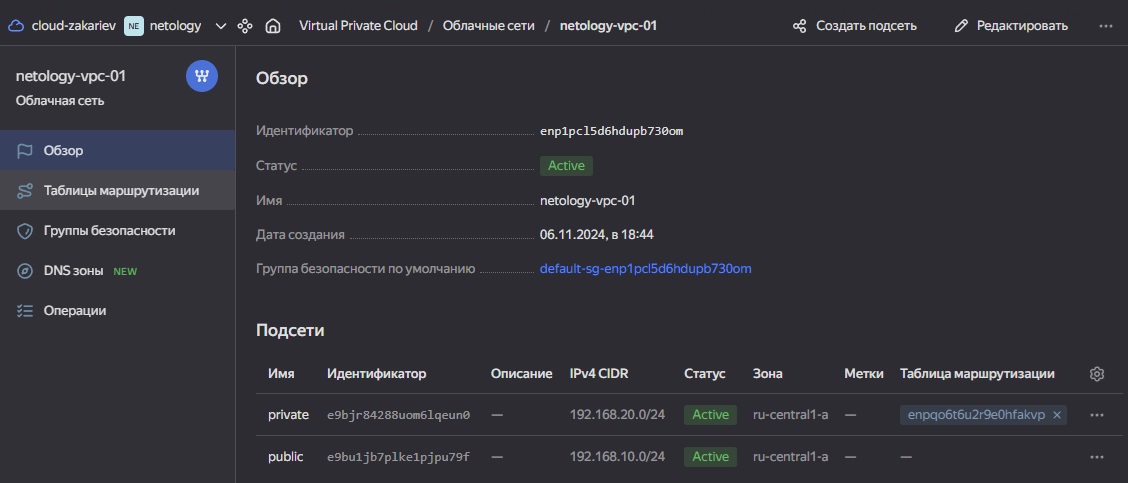 cloud-zakariev NE netology Virtual Private Cloud / Облачные сети / netology-vpc-01 Создать подсеть Редактировать
netology-vpc-01
Облачная сеть
Обзор
Таблицы маршрутизации
Группы безопасности
DNS зоны NEW
Операции
Обзор
Идентификатор enp1pcl5d6hdupb730om
Статус Active
Имя netology-vpc-01
Дата создания 06.11.2024, в 18:44
Группа безопасности по умолчанию default-sg-enp1pcl5d6hdupb730om
Подсети
Имя Идентификатор Описание IPv4 CIDR Статус Зона Метки Таблица маршрутизации
private e9bjr84288uom6lqeun0 — 192.168.20.0/24 Active ru-central1-a — enpqo6t6u2r9e0hfakvp ×
public e9bu1jb7plke1pjpu79f — 192.168.10.0/24 Active ru-central1-a — —